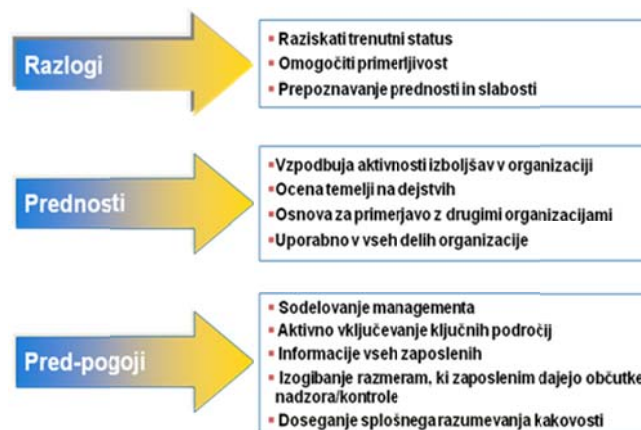 Razlogi
▪ Raziskati trenutni status
▪ Omogočiti primerljivost
▪ Prepoznavanje prednosti in slabosti
Prednosti
▪ Vzpodbuja aktivnosti izboljšav v organizaciji
▪ Ocena temelji na dejstvih
▪ Osnova za primerjavo z drugimi organizacijami
▪ Uporabno v vseh delih organizacije
Pred-pogoji
▪ Sodelovanje managementa
▪ Aktivno vključevanje ključnih področij
▪ Informacije vseh zaposlenih
▪ Izogibanje razmeram, ki zaposlenim dajejo občutke
nadzora/kontrole
▪ Doseganje splošnega razumevanja kakovosti